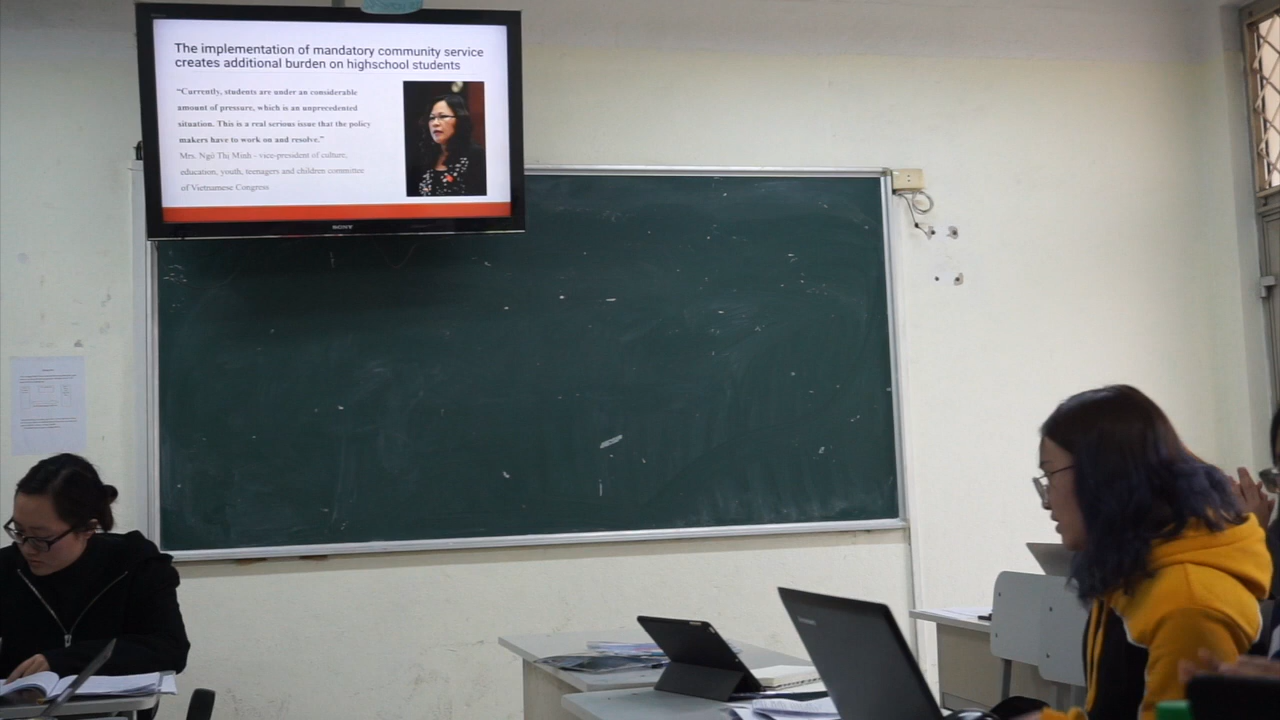 The implementation of mandatory community service
creates additional burden on highschool students
“Currently, students are under an considerable
amount of pressure, which is an unprecedented
situation. This is a real serious issue that the policy
makers have to work on and resolve.”
Mrs. Ngũ Thị Minh - vice-president of culture,
education, youth, teenagers and children committee
of Vietnamese Congress
SONY